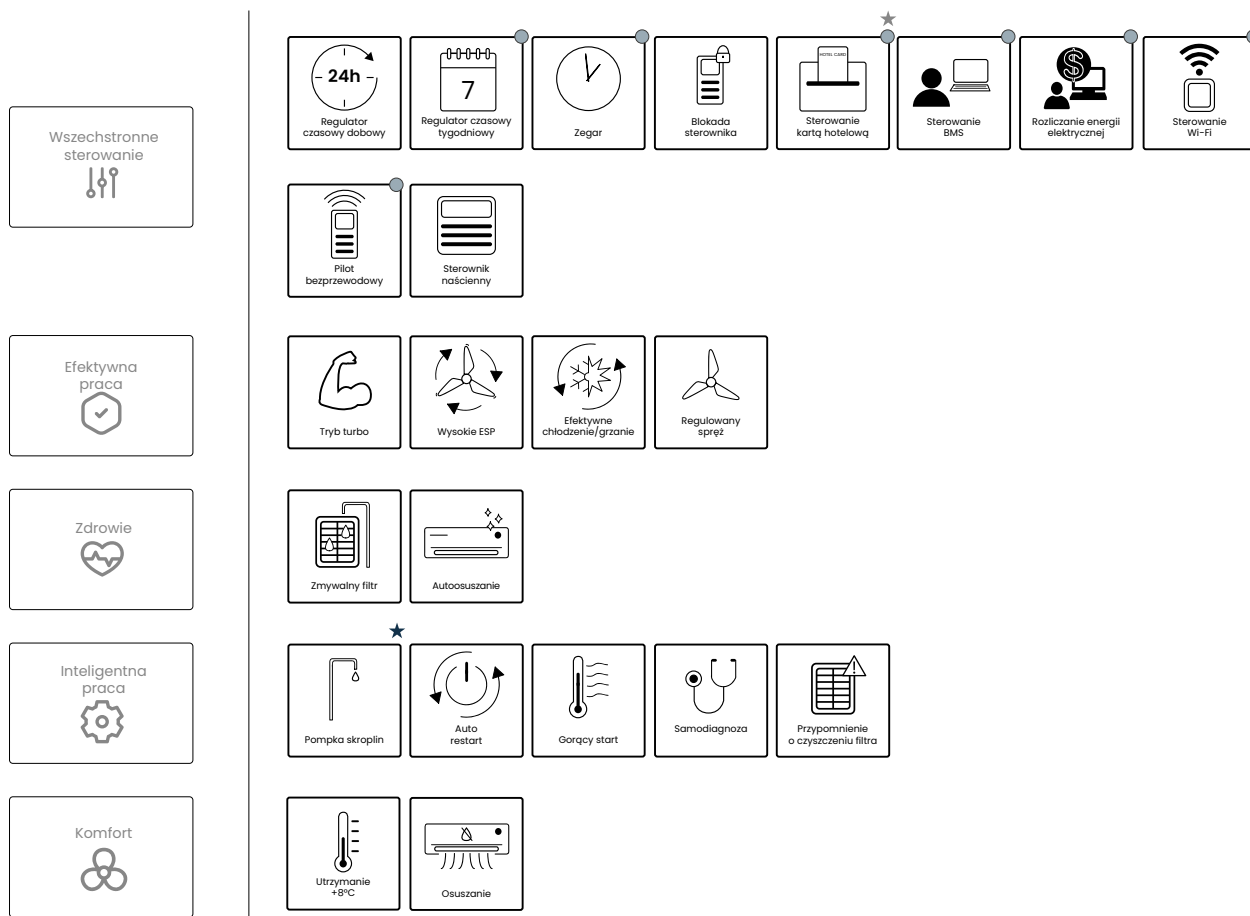 Wszechstronne
sterowanie
24h
Regulator
czasowy dobowy
7
Regulator czasowy
tygodniowy
Zegar
Blokada
sterownika
HOTEL CARD
Sterowanie
kartą hotelową
Sterowanie
BMS
$
Rozliczanie energii
elektrycznej
Sterowanie
Wi-Fi
Pilot
bezprzewodowy
Sterownik
naścienny
Efektywna
praca
Tryb turbo
Wysokie ESP
Efektywne
chłodzenie/grzanie
Regulowany
spręż
Zdrowie
Zmywalny filtr
Autoosuszanie
Inteligentna
praca
Pompka skroplin
Auto
restart
Gorący start
Samodiagnoza
Przypomnienie
o czyszczeniu filtra
Komfort
Utrzymanie
+8°C
Osuszanie